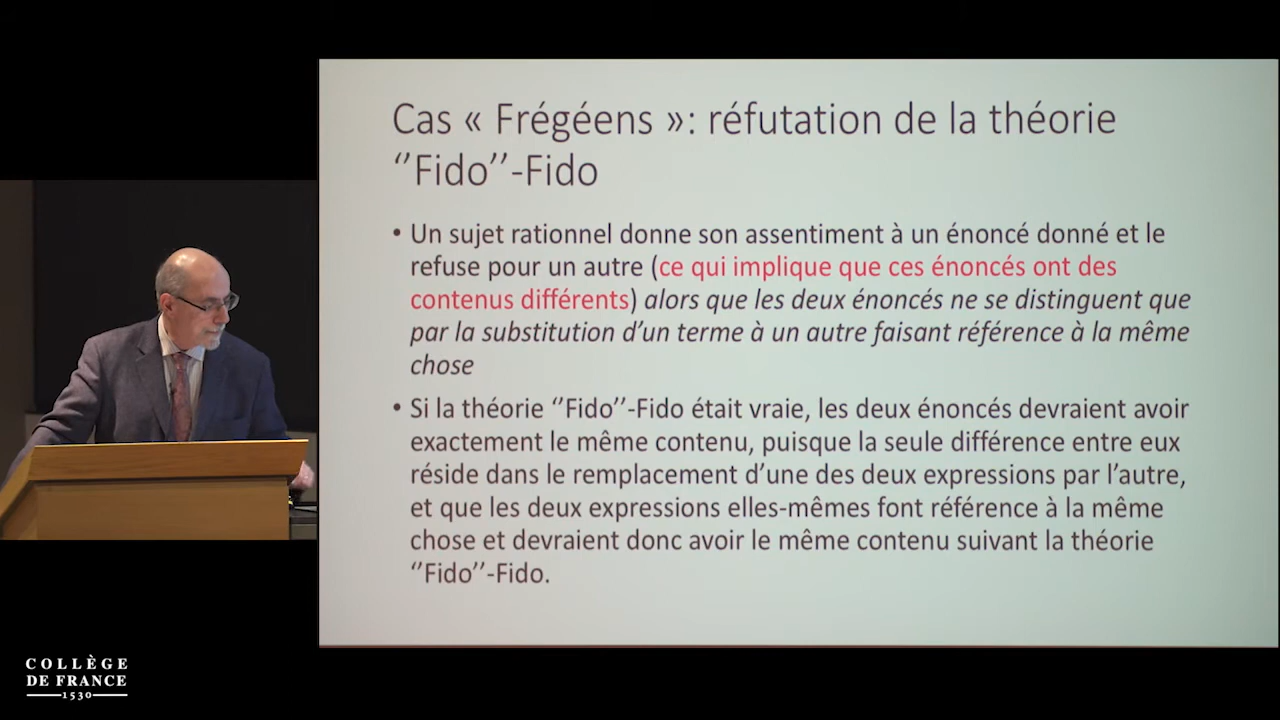 Cas « Frégéens »: réfutation de la théorie
‘’Fido’’-Fido
• Un sujet rationnel donne son assentiment à un énoncé donné et le
refuse pour un autre (ce qui implique que ces énoncés ont des
contenus différents) alors que les deux énoncés ne se distinguent que
par la substitution d’un terme à un autre faisant référence à la même
chose
• Si la théorie ‘’Fido’’-Fido était vraie, les deux énoncés devraient avoir
exactement le même contenu, puisque la seule différence entre eux
réside dans le remplacement d’une des deux expressions par l’autre,
et que les deux expressions elles-mêmes font référence à la même
chose et devraient donc avoir le même contenu suivant la théorie
‘’Fido’’-Fido.
COLLÈGE
DE FRANCE
1530